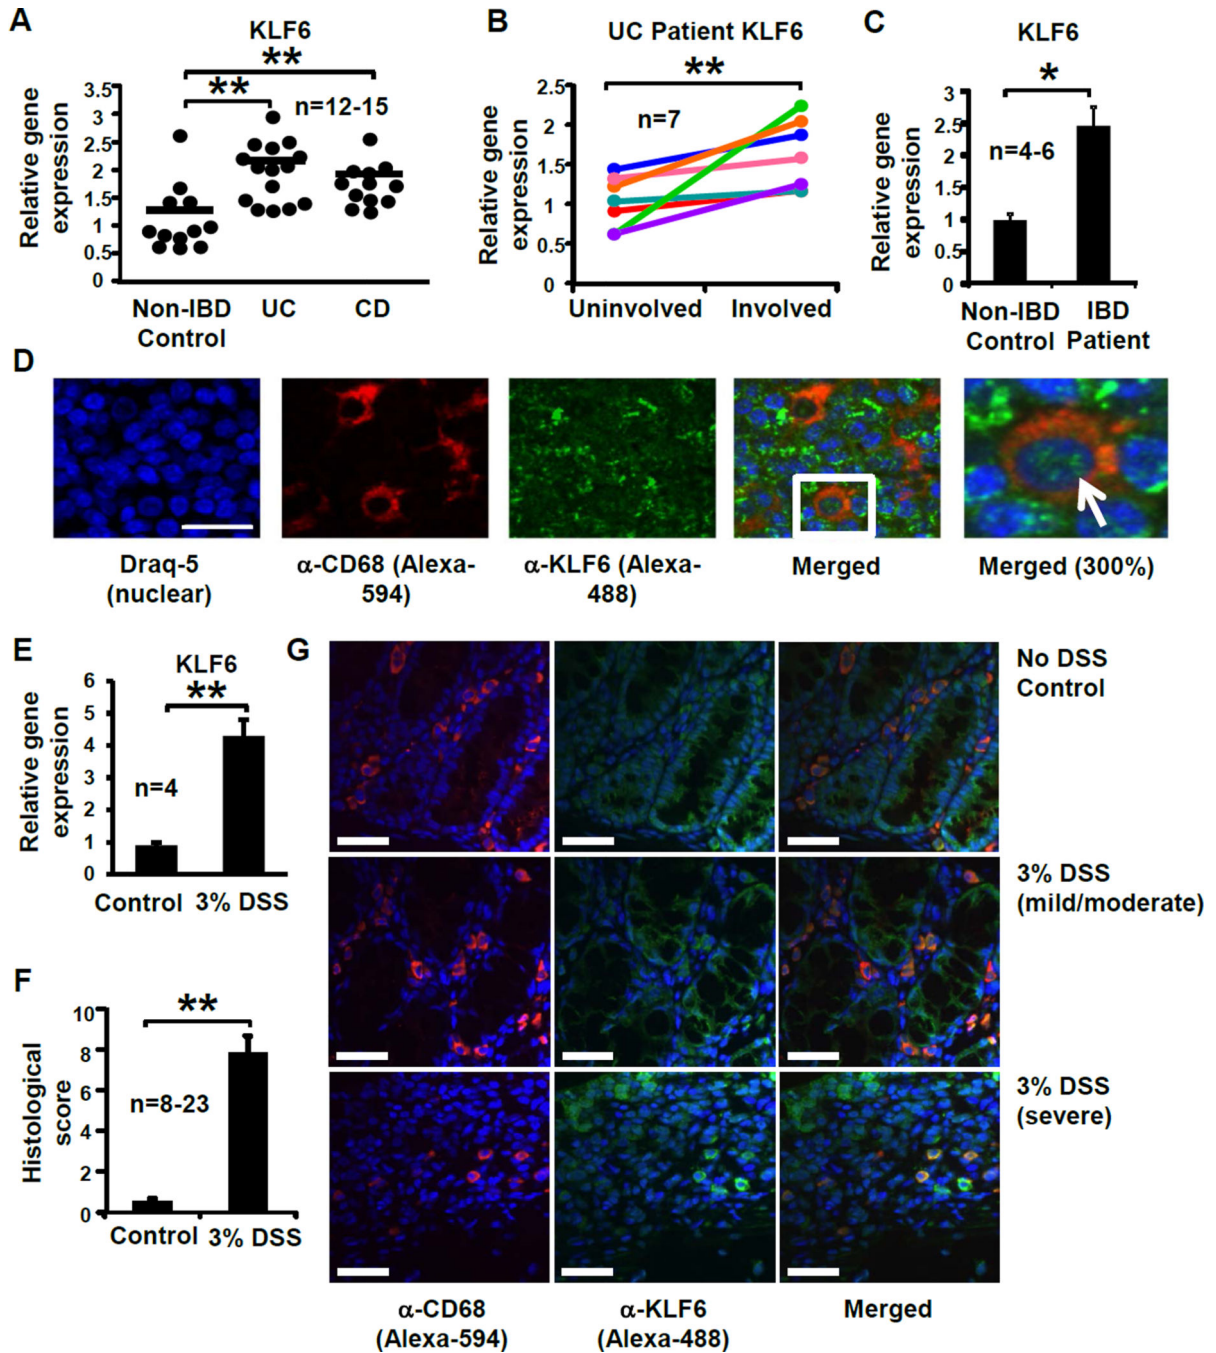 A
KLF6
**
**
n=12-15
3.5
3
2.5
2
1.5
1
0.5
0
Relative gene
expression
Non-IBD
Control
UC
CD
B
UC Patient KLF6
**
n=7
2.5
2
1.5
1
0.5
0
Relative gene
expression
Uninvolved
Involved
C
KLF6
*
n=4-6
3
2.5
2
1.5
1
0.5
0
Relative gene
expression
Non-IBD
Control
IBD
Patient
D
Draq-5
(nuclear)
α-CD68 (Alexa-
594)
α-KLF6 (Alexa-
488)
Merged
Merged (300%)
E
KLF6
**
n=4
6
5
4
3
2
1
0
Relative gene
expression
Control
3% DSS
F
**
n=8-23
10
8
6
4
2
0
Histological
score
Control
3% DSS
G
No DSS
Control
3% DSS
(mild/moderate)
3% DSS
(severe)
α-CD68
(Alexa-594)
α-KLF6
(Alexa-488)
Merged